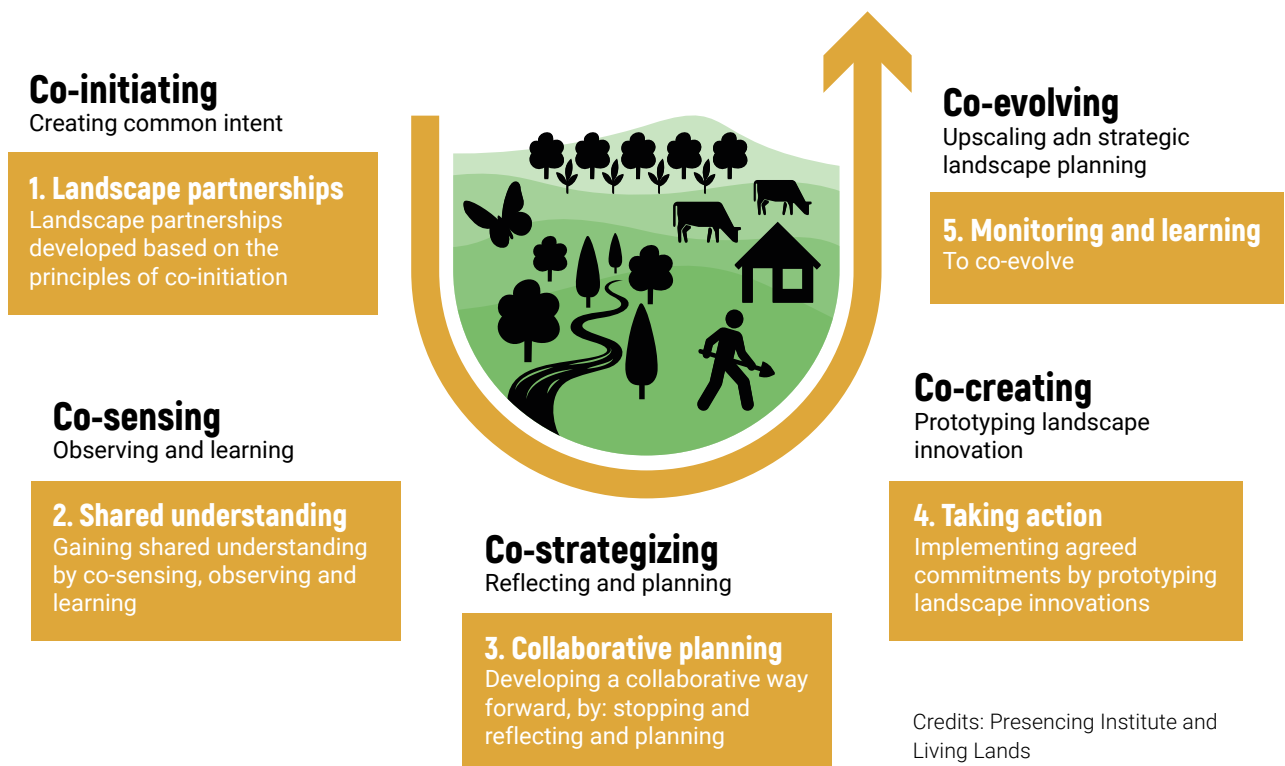 Co-initiating
Creating common intent
1. Landscape partnerships
Landscape partnerships
developed based on the
principles of co-initiation
Co-sensing
Observing and learning
2. Shared understanding
Gaining shared understanding
by co-sensing, observing and
learning
Co-strategizing
Reflecting and planning
3. Collaborative planning
Developing a collaborative way
forward, by: stopping and
reflecting and planning
Co-creating
Prototyping landscape
innovation
4. Taking action
Implementing agreed
commitments by prototyping
landscape innovations
Co-evolving
Upscaling adn strategic
landscape planning
5. Monitoring and learning
To co-evolve
Credits: Presencing Institute and
Living Lands